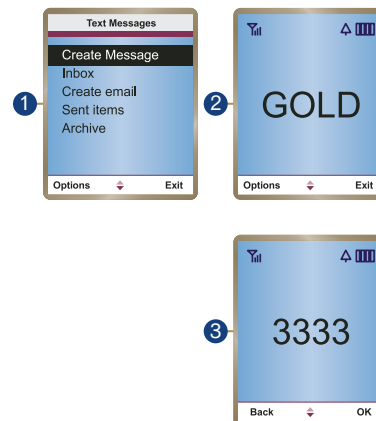 Text Messages
Create Message
Inbox
Create email
Sent items
Archive
Options Exit
1
2
GOLD
Options Exit
3
3333
Back OK